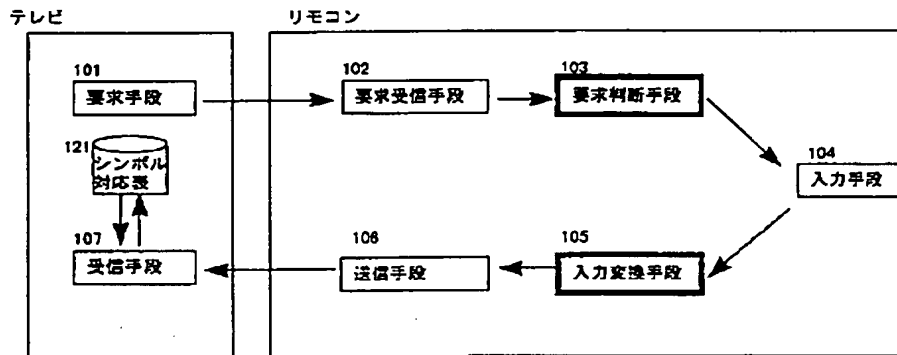 テレビ
リモコン
101
要求手段
102
要求受信手段
103
要求判断手段
104
入力手段
121
シンボル
対応表
107
受信手段
106
送信手段
105
入力変換手段